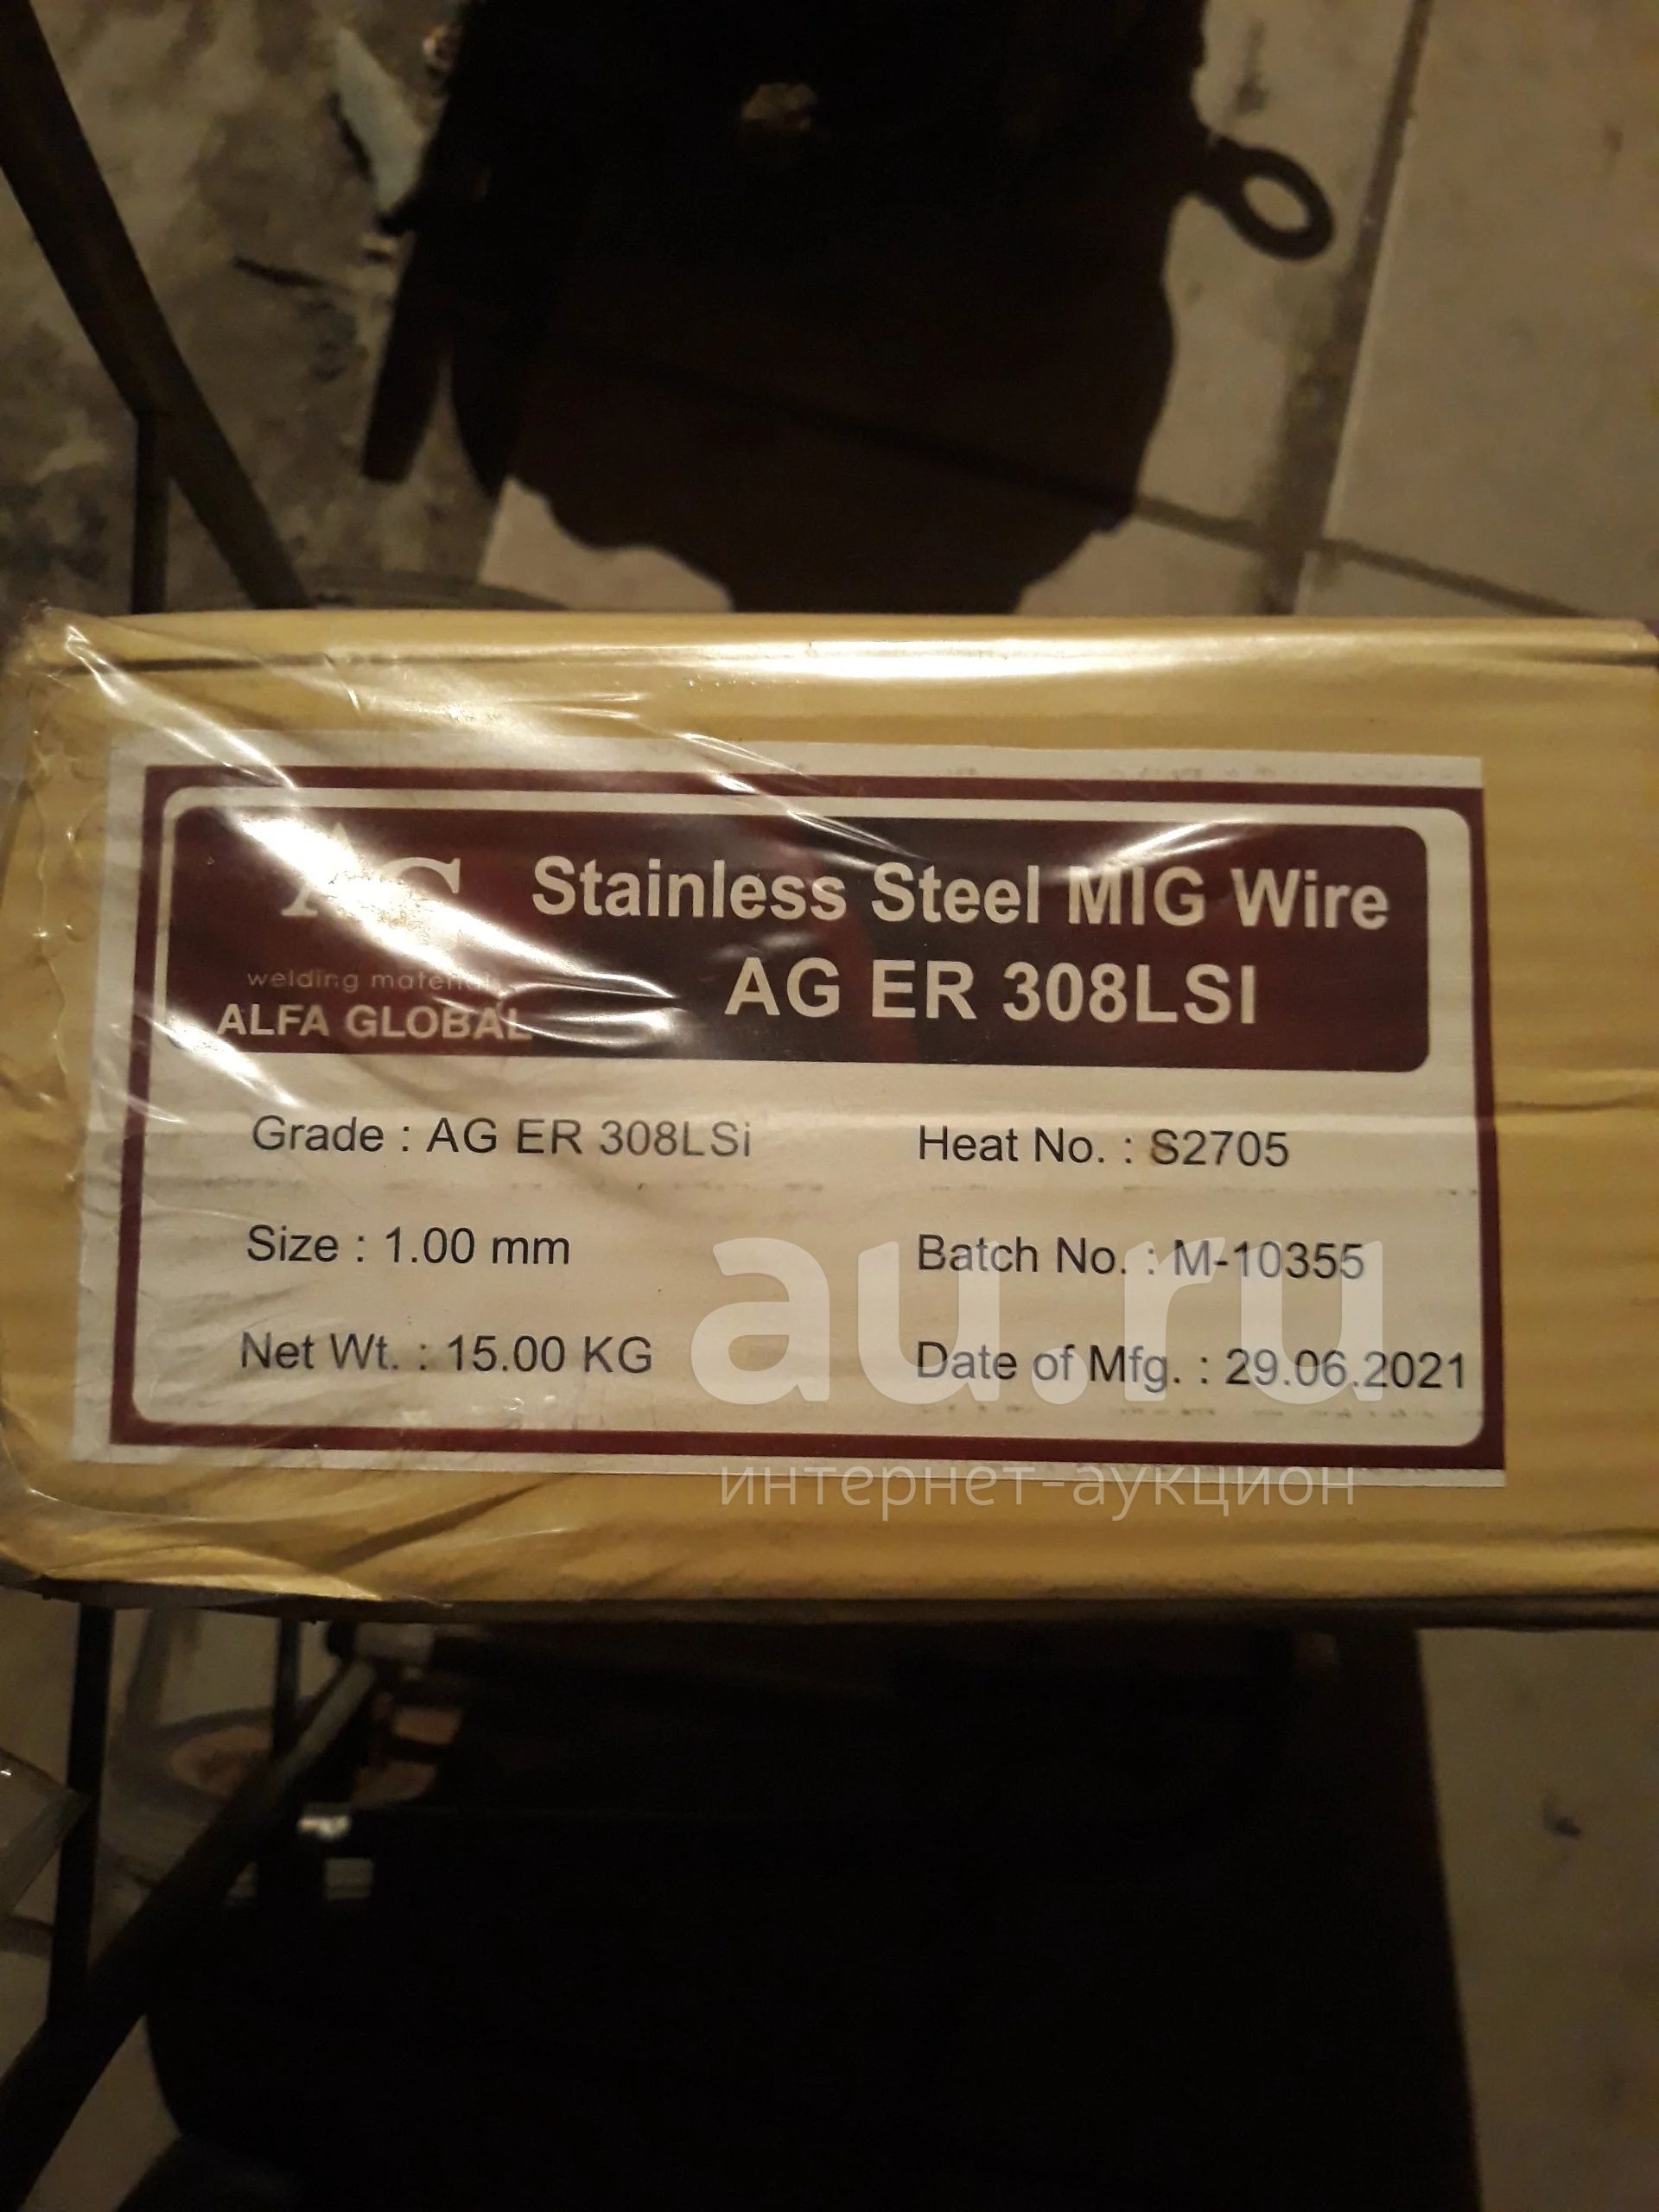 AG
Stainless Steel MIG Wire
AG ER 308LSI
welding material
ALFA GLOBAL
Grade : AG ER 308LSi
Heat No. : S2705
Size : 1.00 mm
Batch No. : M-10355
Net Wt. : 15.00 KG
Date of Mfg. : 29.06.2021
au.ru
интернет-аукцион